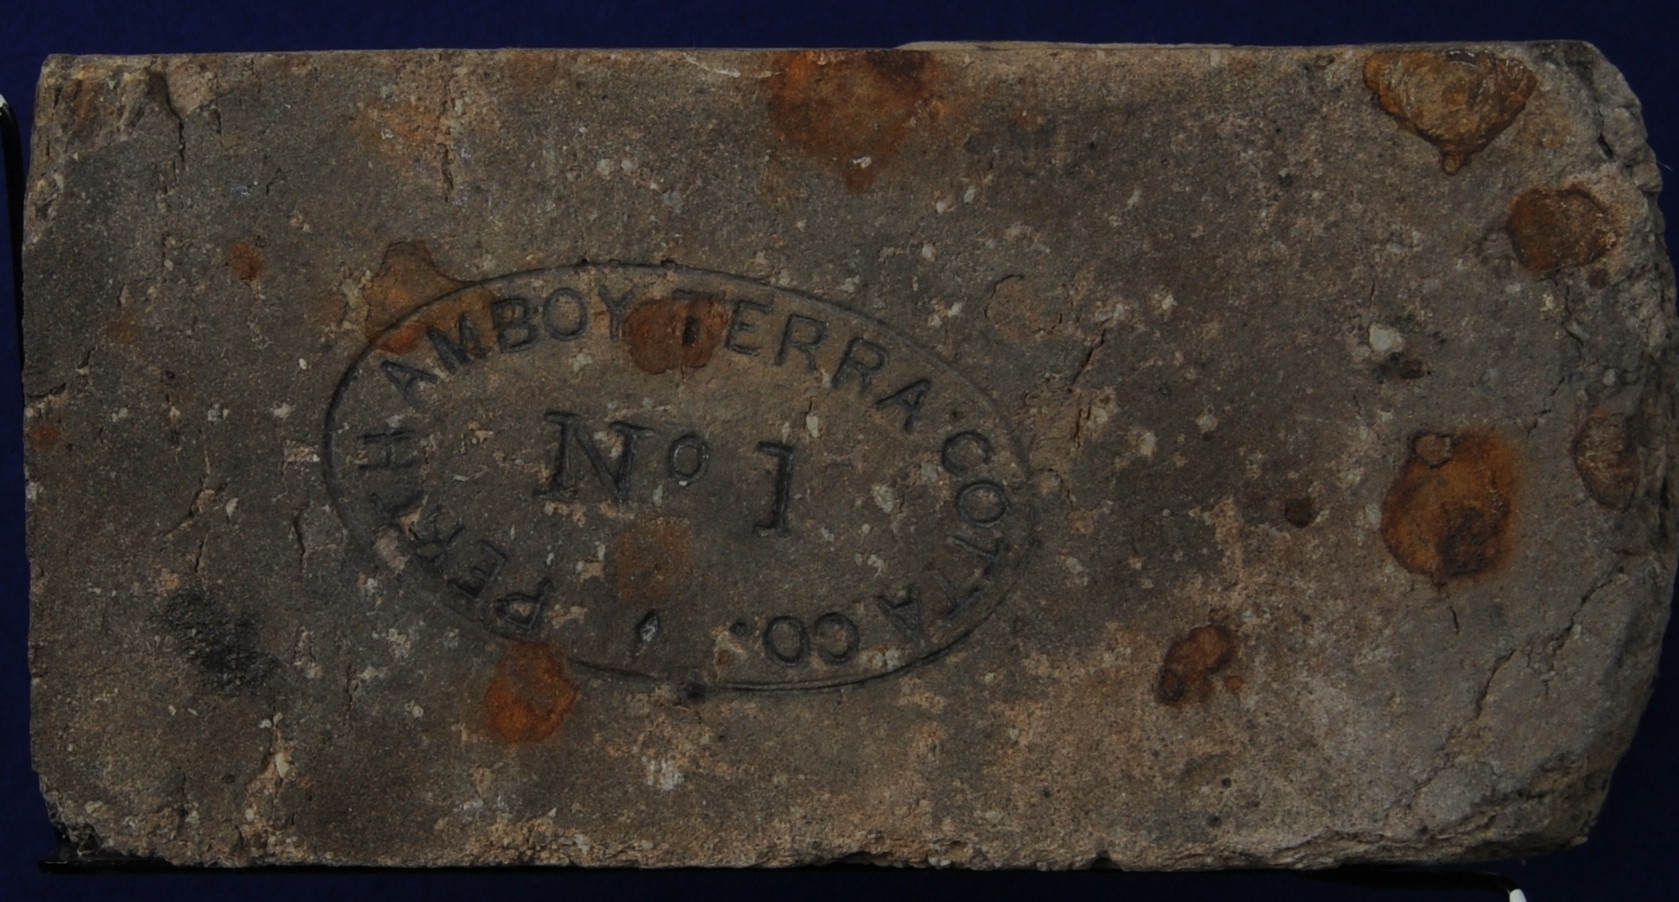 PERTH AMBOY TERRA COTTA CO.
No 1